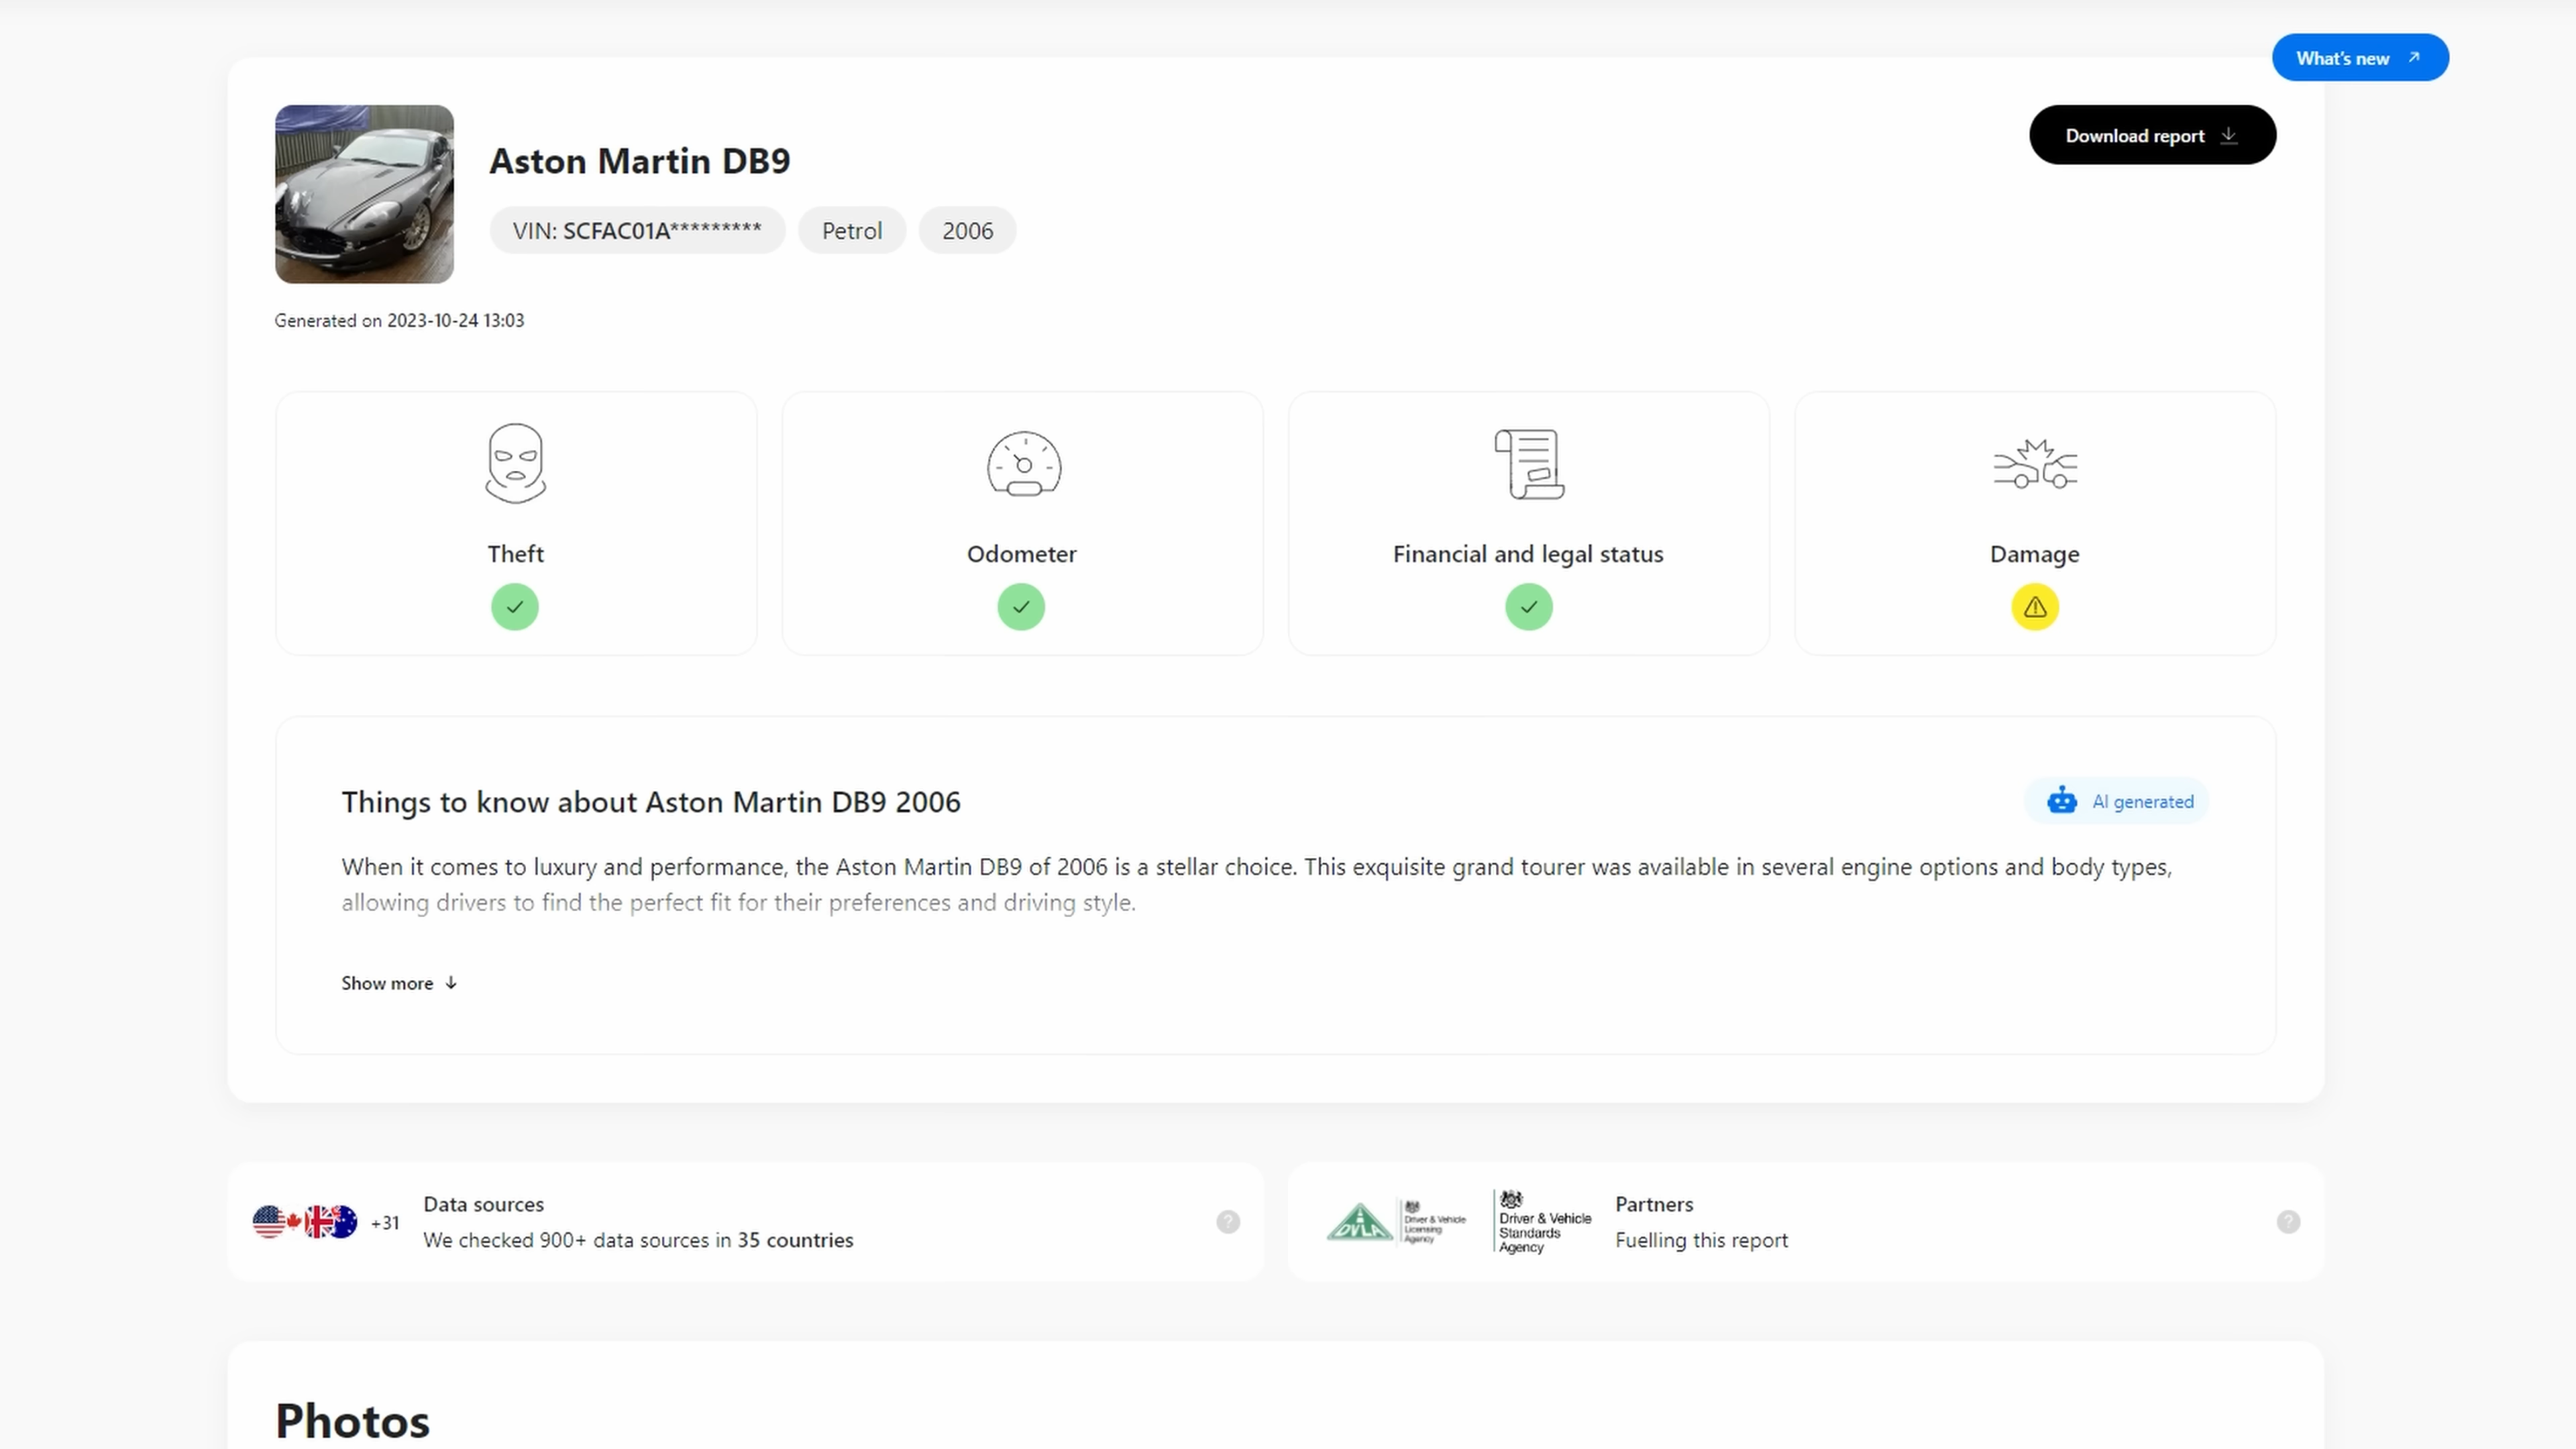 What's new
Download report
Aston Martin DB9
VIN: SCFAC01A********* Petrol 2006
Generated on 2023-10-24 13:03
Theft
Odometer
Financial and legal status
Damage
Things to know about Aston Martin DB9 2006
AI generated
When it comes to luxury and performance, the Aston Martin DB9 of 2006 is a stellar choice. This exquisite grand tourer was available in several engine options and body types,
allowing drivers to find the perfect fit for their preferences and driving style.
Show more
+31
Data sources
We checked 900+ data sources in 35 countries
?
DVLA
Driver & Vehicle
Licensing
Agency
Driver & Vehicle
Standards
Agency
Partners
Fuelling this report
?
Photos